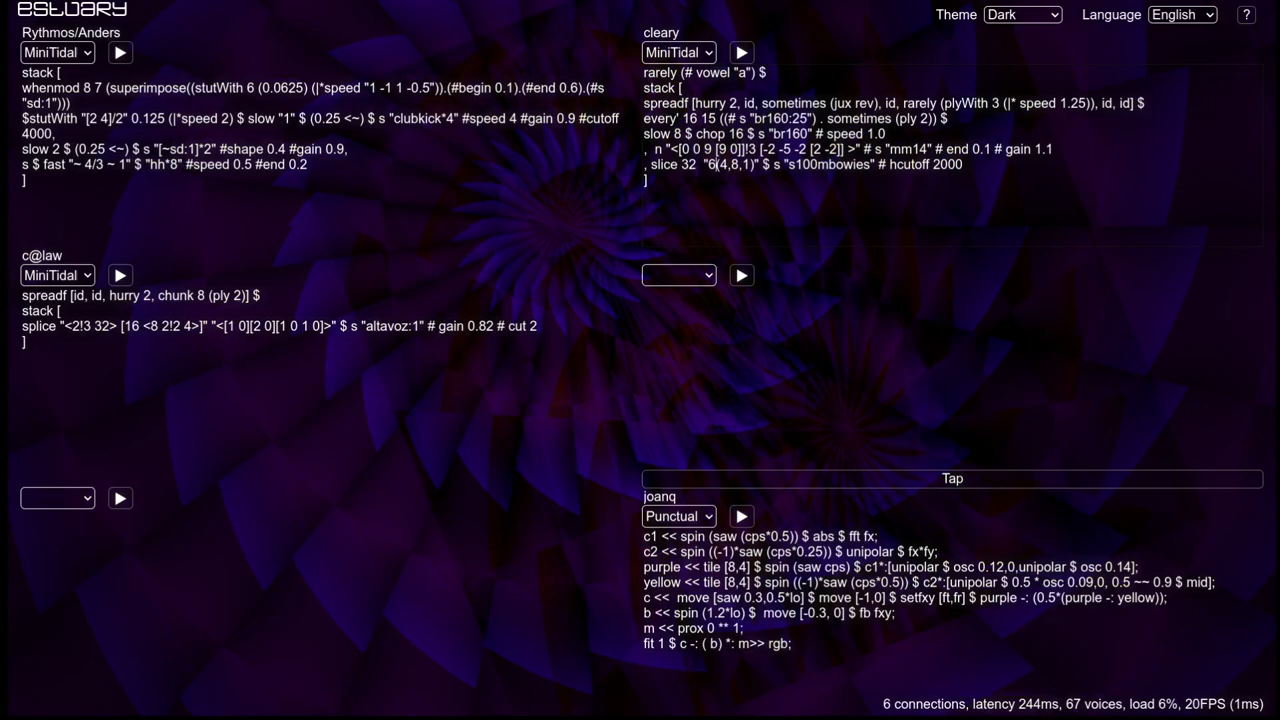 estuary
Theme Dark Language English ?
Rythmos/Anders
MiniTidal
stack [
whenmod 8 7 (superimpose((stutWith 6 (0.0625) (|*speed "1 -1 1 -0.5")).(#begin 0.1).(#end 0.6).(#s
"sd:1")))
$stutWith "[2 4]/2" 0.125 (|*speed 2) $ slow "1" $ (0.25 <~) $ s "clubkick*4" #speed 4 #gain 0.9 #cutoff
4000,
slow 2 $ (0.25 <~) $ s "[~sd:1]*2" #shape 0.4 #gain 0.9,
s $ fast "~ 4/3 ~ 1" $ "hh*8" #speed 0.5 #end 0.2
]
cleary
MiniTidal
rarely (# vowel "a") $
stack [
spreadf [hurry 2, id, sometimes (jux rev), id, rarely (plyWith 3 (|* speed 1.25)), id, id] $
every' 16 15 ((# s "br160:25") . sometimes (ply 2)) $
slow 8 $ chop 16 $ s "br160" # speed 1.0
, n "<[0 0 9 [9 0]]!3 [-2 -5 -2 [2 -2]] >" # s "mm14" # end 0.1 # gain 1.1
, slice 32 "6(4,8,1)" $ s "s100mbowies" # hcutoff 2000
]
c@law
MiniTidal
spreadf [id, id, hurry 2, chunk 8 (ply 2)] $
stack [
splice "<2!3 32> [16 <8 2!2 4>]" "<[1 0][2 0][1 0 1 0]>" $ s "altavoz:1" # gain 0.82 # cut 2
]
Tap
joanq
Punctual
c1 << spin (saw (cps*0.5)) $ abs $ fft fx;
c2 << spin ((-1)*saw (cps*0.25)) $ unipolar $ fx*fy;
purple << tile [8,4] $ spin (saw cps) $ c1*:[unipolar $ osc 0.12,0,unipolar $ osc 0.14];
yellow << tile [8,4] $ spin ((-1)*saw (cps*0.5)) $ c2*:[unipolar $ 0.5 * osc 0.09,0, 0.5 ~~ 0.9 $ mid];
c << move [saw 0.3,0.5*lo] $ move [-1,0] $ setfxy [ft,fr] $ purple -: (0.5*(purple -: yellow));
b << spin (1.2*lo) $ move [-0.3, 0] $ fb fxy;
m << prox 0 ** 1;
fit 1 $ c -: ( b) *: m>> rgb;
6 connections, latency 244ms, 67 voices, load 6%, 20FPS (1ms)